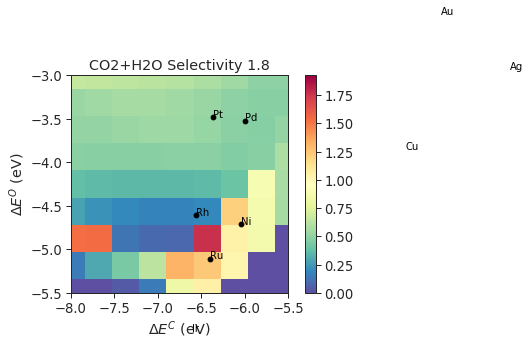 Au
CO2+H2O Selectivity 1.8
Ag
−3.0
−3.5
−4.0
−4.5
−5.0
−5.5
ΔE^O (eV)
Pt
Pd
Cu
Rh
Ni
Ru
1.75
1.50
1.25
1.00
0.75
0.50
0.25
0.00
−8.0 −7.5 −7.0 −6.5 −6.0 −5.5
ΔE^C (eV)